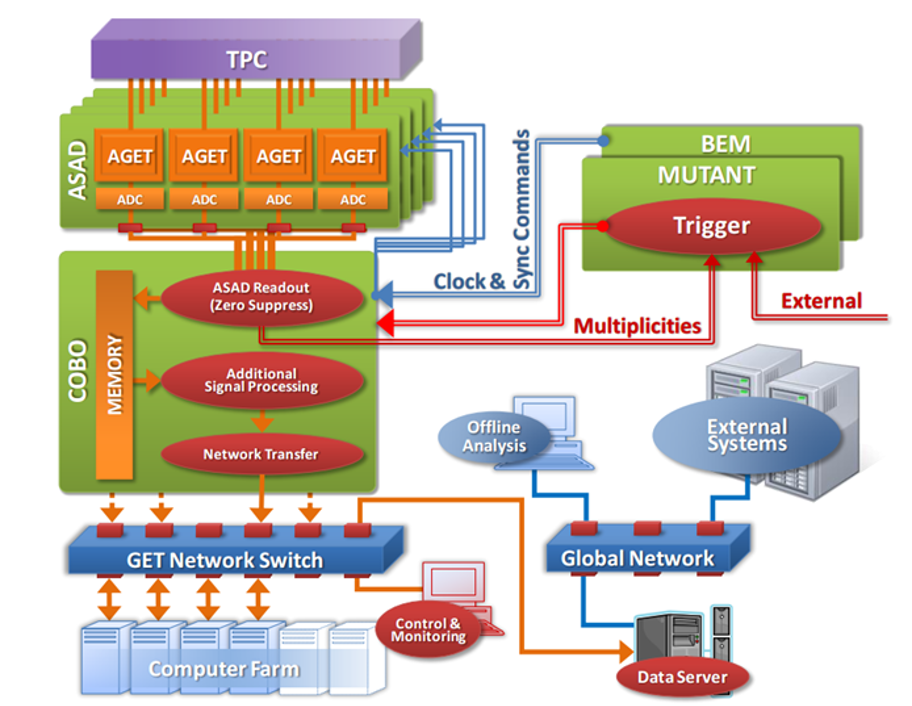 TPC
ASAD
AGET
AGET
AGET
AGET
ADC
ADC
ADC
ADC
BEM
MUTANT
Trigger
Clock &
Sync Commands
External
Multiplicities
COBO
MEMORY
ASAD Readout
(Zero Suppress)
Additional
Signal Processing
Network Transfer
Offline
Analysis
External
Systems
GET Network Switch
Global Network
Control &
Monitoring
Computer Farm
Data Server